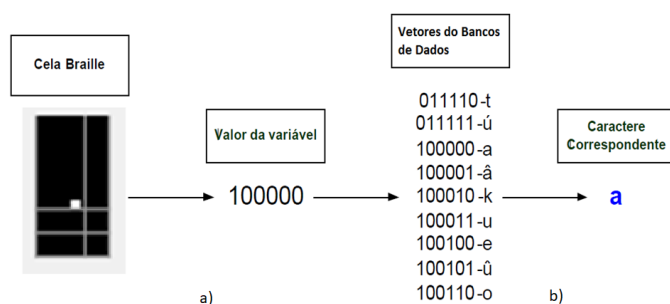 Cela Braille
Valor da variável
100000
Vetores do Bancos
de Dados
011110-t
011111-ú
100000-a
100001-â
100010-k
100011-u
100100-e
100101-û
100110-o
Caractere
Correspondente
a
a)
b)